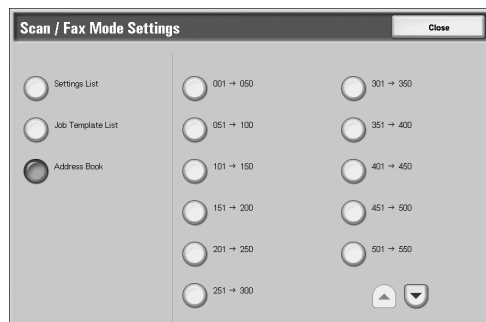 Scan / Fax Mode Settings
Close
Settings List
Job Template List
Address Book
001 → 050
051 → 100
101 → 150
151 → 200
201 → 250
251 → 300
301 → 350
351 → 400
401 → 450
451 → 500
501 → 550